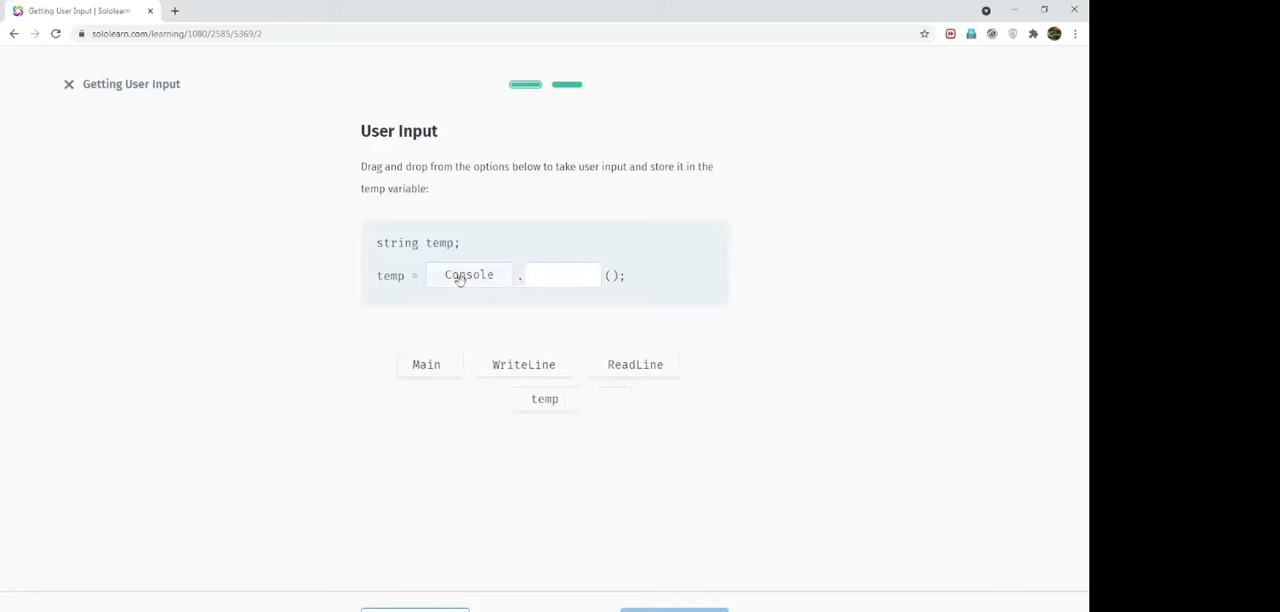 Getting User Input | Sololearn
sololearn.com/learning/1080/2585/5369/2
Getting User Input
User Input
Drag and drop from the options below to take user input and store it in the
temp variable:
string temp;
temp = Console . ();
Main WriteLine ReadLine
temp